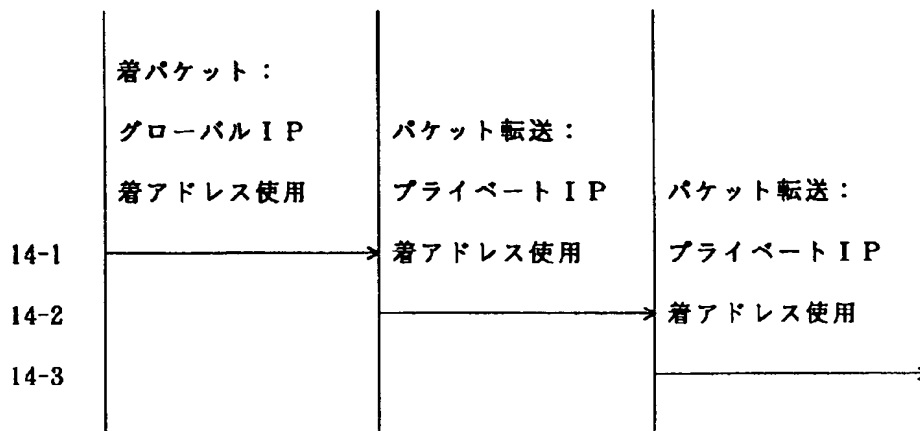 着パケット：
グローバルＩＰ
着アドレス使用
パケット転送：
プライベートＩＰ
着アドレス使用
パケット転送：
プライベートＩＰ
着アドレス使用
14-1
14-2
14-3